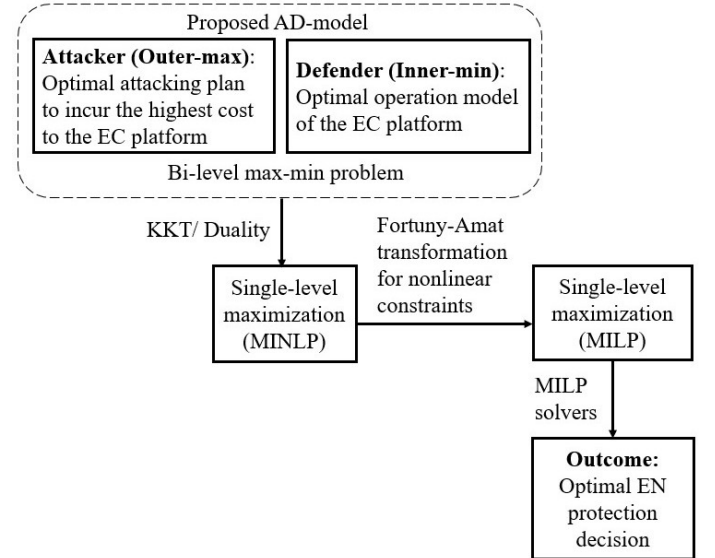 Proposed AD-model
Attacker (Outer-max):
Optimal attacking plan
to incur the highest cost
to the EC platform
Defender (Inner-min):
Optimal operation model
of the EC platform
Bi-level max-min problem
KKT/ Duality
Fortuny-Amat
transformation
for nonlinear
constraints
Single-level
maximization
(MINLP)
Single-level
maximization
(MILP)
MILP
solvers
Outcome:
Optimal EN
protection
decision